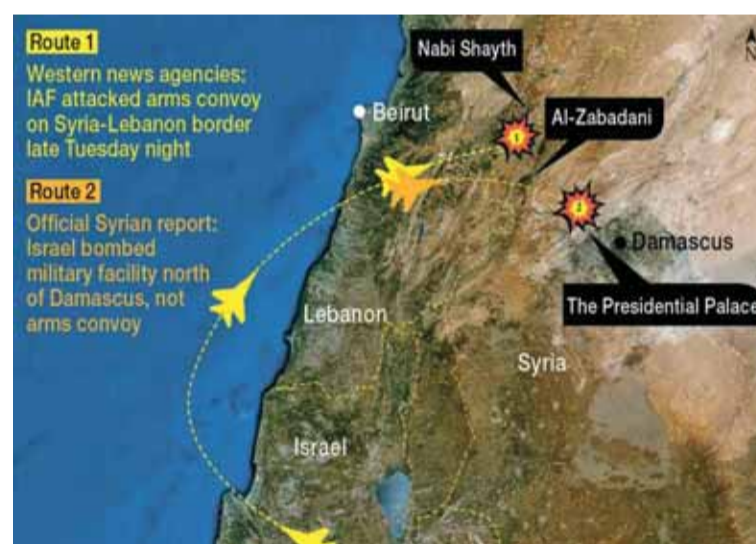 Route 1
Western news agencies:
IAF attacked arms convoy
on Syria-Lebanon border
late Tuesday night
Route 2
Official Syrian report:
Israel bombed
military facility north
of Damascus, not
arms convoy
Nabi Shayth
N
Beirut
1
Al-Zabadani
2
Damascus
The Presidential Palace
Lebanon
Syria
Israel